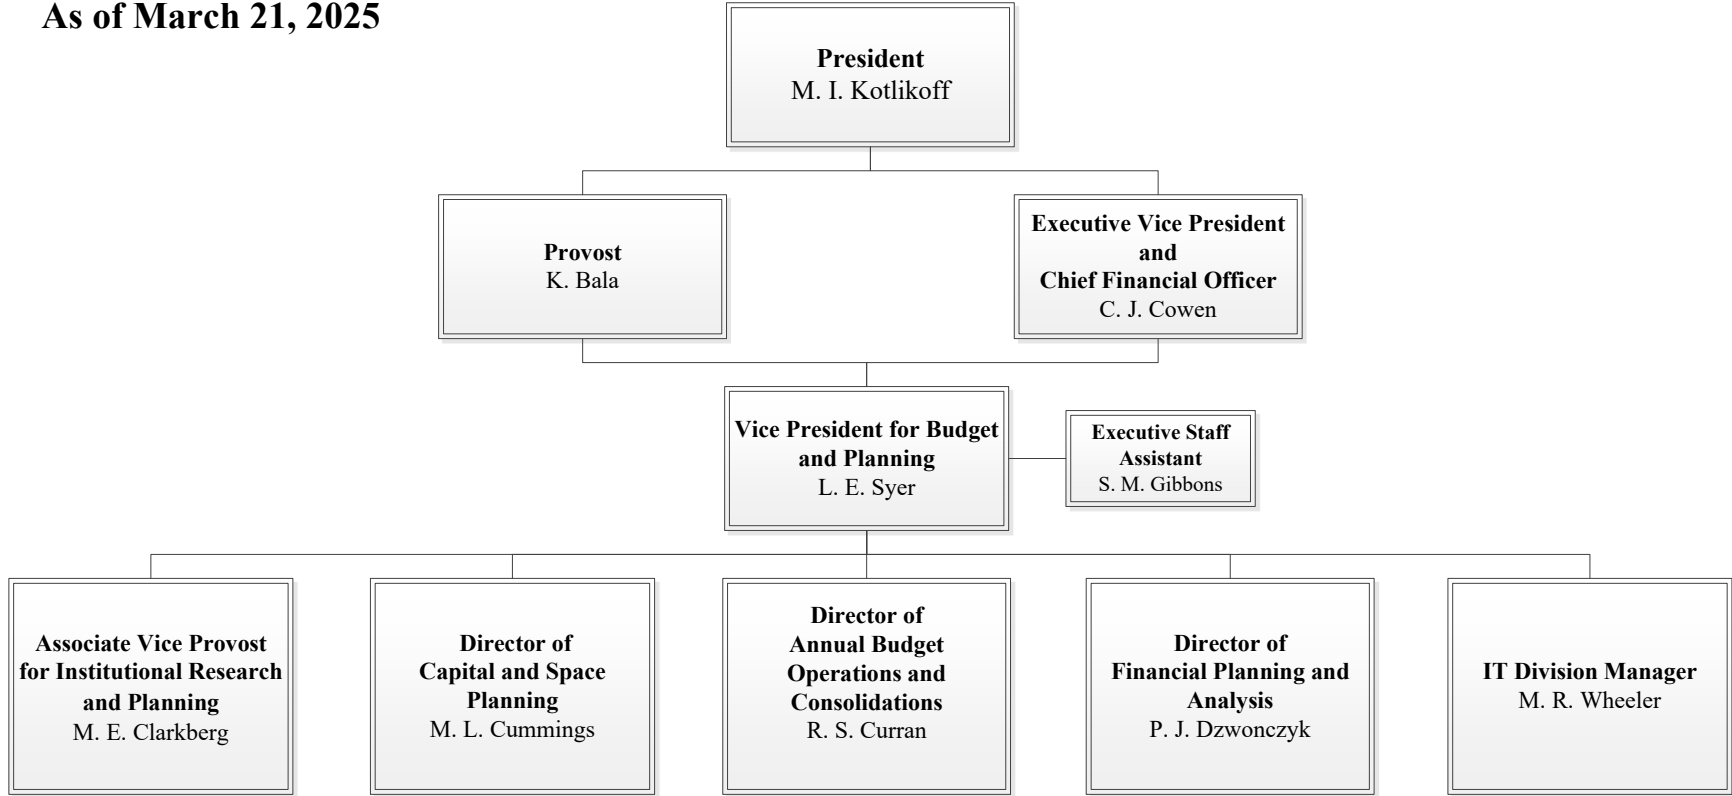 As of March 21, 2025
President
M. I. Kotlikoff
Provost
K. Bala
Executive Vice President
and
Chief Financial Officer
C. J. Cowen
Vice President for Budget
and Planning
L. E. Syer
Executive Staff
Assistant
S. M. Gibbons
Associate Vice Provost
for Institutional Research
and Planning
M. E. Clarkberg
Director of
Capital and Space
Planning
M. L. Cummings
Director of
Annual Budget
Operations and
Consolidations
R. S. Curran
Director of
Financial Planning and
Analysis
P. J. Dzwonczyk
IT Division Manager
M. R. Wheeler